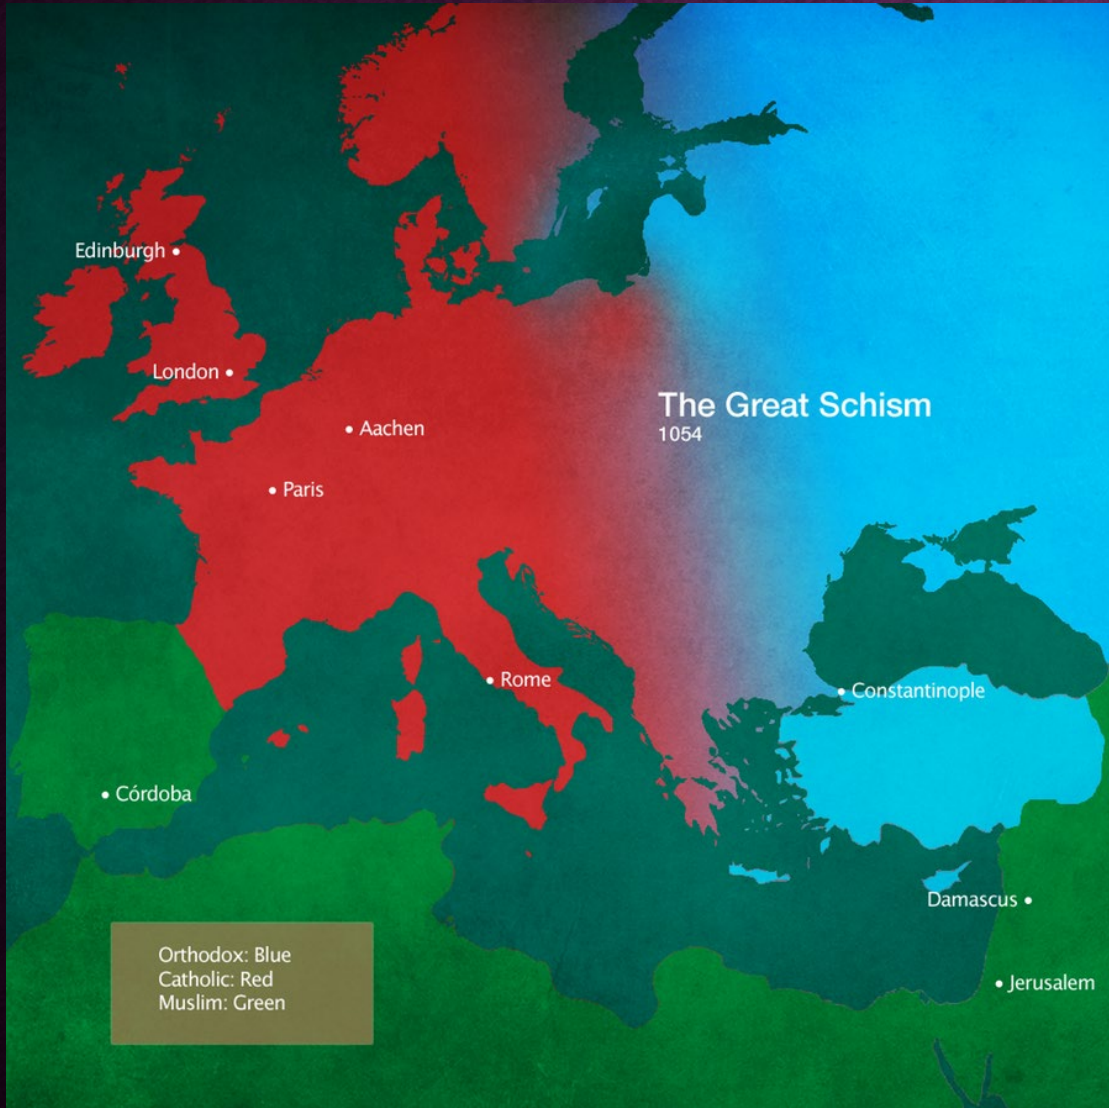 Edinburgh
London
Aachen
The Great Schism
1054
Paris
Rome
Constantinople
Córdoba
Damascus
Orthodox: Blue
Catholic: Red
Muslim: Green
Jerusalem